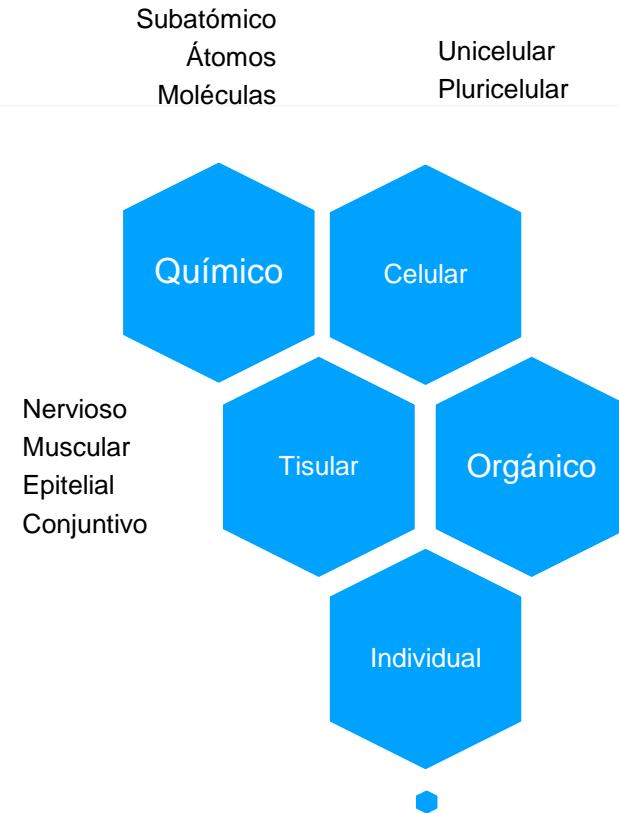 Subatómico
Átomos
Moléculas
Unicelular
Pluricelular
Químico
Celular
Nervioso
Muscular
Epitelial
Conjuntivo
Tisular
Orgánico
Individual